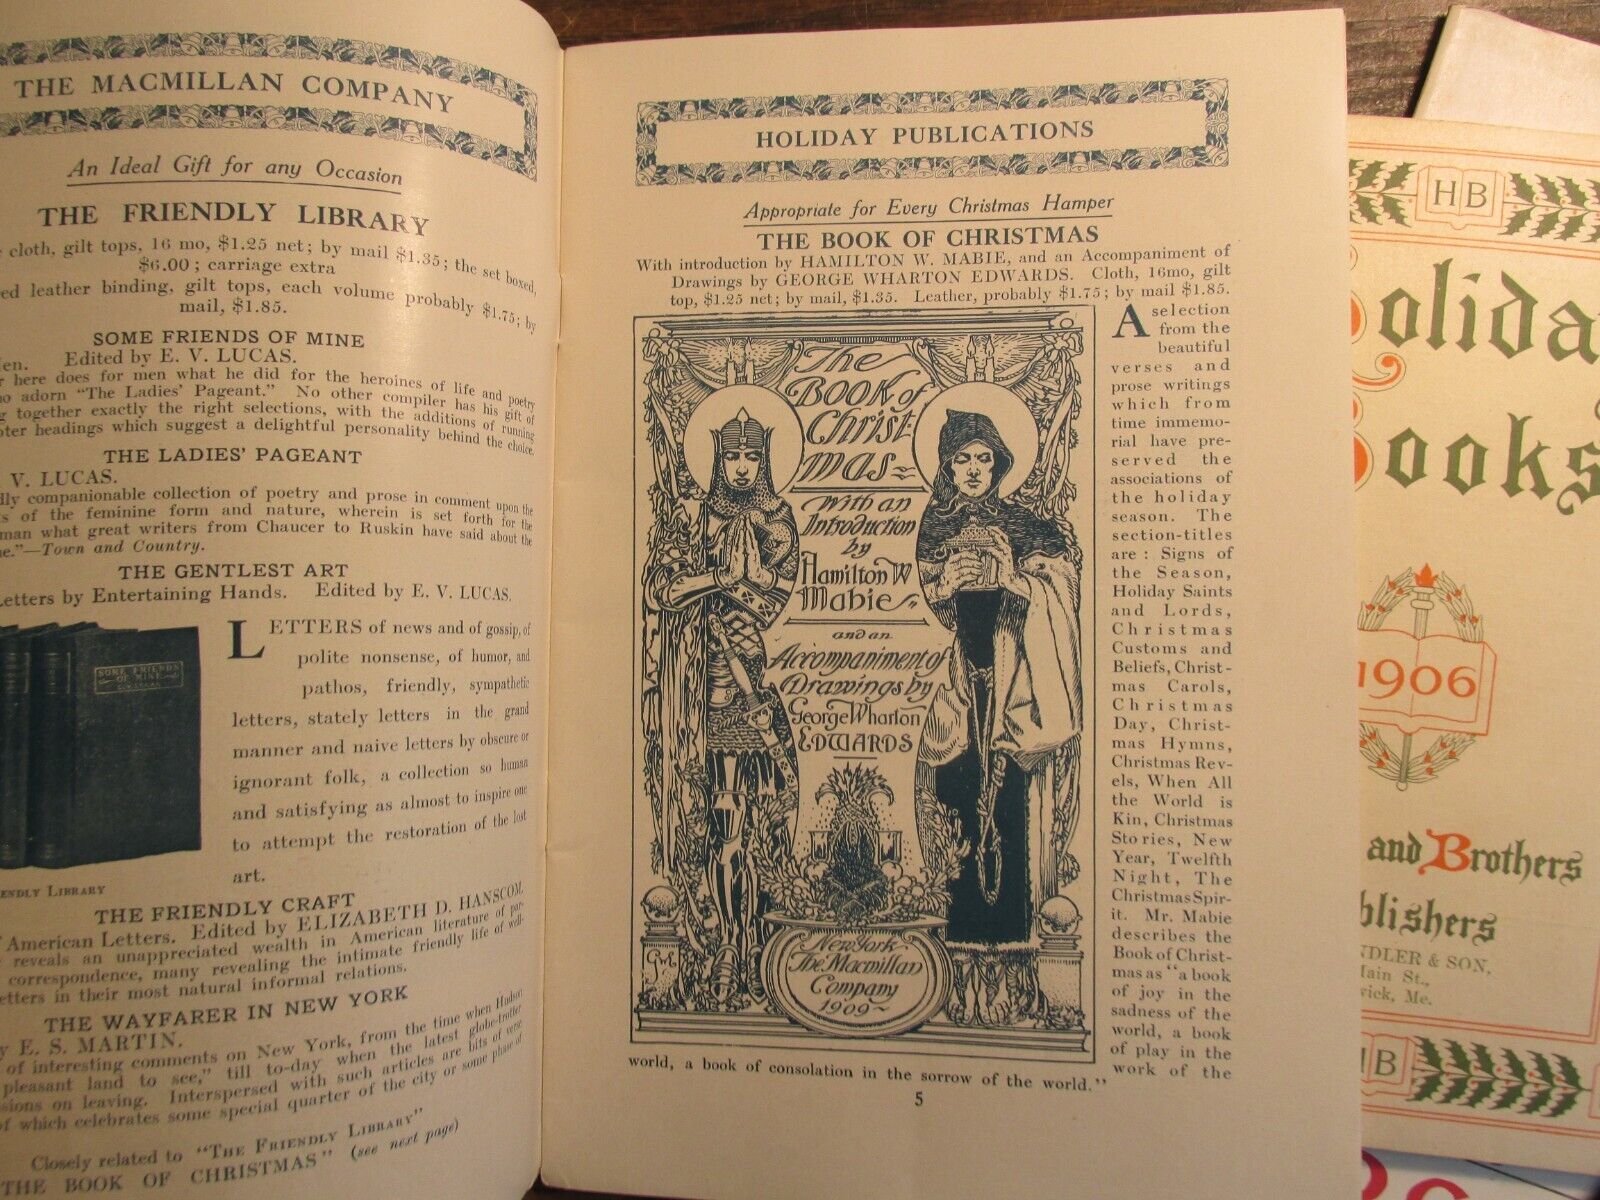 THE MACMILLAN COMPANY
An Ideal Gift for any Occasion
THE FRIENDLY LIBRARY
cloth, gilt tops, 16 mo, $1.25 net; by mail $1.35; the set boxed,
$6.00; carriage extra
leather binding, gilt tops, each volume probably $1.75; by
mail, $1.85.
SOME FRIENDS OF MINE
Edited by E. V. LUCAS.
here does for men what he did for the heroines of life and poetry
adorn "The Ladies' Pageant." No other compiler has his gift of
together exactly the right selections, with the additions of running
headings which suggest a delightful personality behind the choice.
THE LADIES' PAGEANT
V. LUCAS.
companionable collection of poetry and prose in comment upon the
of the feminine form and nature, wherein is set forth for the
what great writers from Chaucer to Ruskin have said about the
—Town and Country.
THE GENTLEST ART
Letters by Entertaining Hands. Edited by E. V. LUCAS.
LETTERS of news and of gossip, of
polite nonsense, of humor, and
pathos, friendly, sympathetic
letters, stately letters in the grand
manner and naive letters by obscure or
ignorant folk, a collection so human
and satisfying as almost to inspire one
to attempt the restoration of the lost
art.
SOME FRIENDS
OF MINE
LIBRARY
THE FRIENDLY CRAFT
American Letters. Edited by ELIZABETH D. HANSCOM
reveals an unappreciated wealth in American literature of
correspondence, many revealing the intimate friendly life of well-
letters in their most natural informal relations.
THE WAYFARER IN NEW YORK
E. S. MARTIN.
of interesting comments on New York, from the time when Hudson
pleasant land to see," till to-day when the latest globe-trotter
on leaving. Interspersed with such articles are bits of verse
of which celebrates some special quarter of the city or some phase of
Closely related to "THE FRIENDLY LIBRARY"
THE BOOK OF CHRISTMAS" (see next page)
HOLIDAY PUBLICATIONS
Appropriate for Every Christmas Hamper
THE BOOK OF CHRISTMAS
With introduction by HAMILTON W. MABIE, and an Accompaniment of
Drawings by GEORGE WHARTON EDWARDS. Cloth, 16mo, gilt
top, $1.25 net; by mail, $1.35. Leather, probably $1.75; by mail $1.85.
The
BOOK of
Christ-
mas
With an
Introduction
by
Hamilton W
Mabie
and an
Accompaniment of
Drawings by
George Wharton
EDWARDS
New York
The Macmillan
Company
1909
A selection
from the
beautiful
verses and
prose writings
which from
time immemo-
rial have pre-
served the
associations of
the holiday
season. The
section-titles
are: Signs of
the Season,
Holiday Saints
and Lords,
Christmas
Customs and
Beliefs, Christ-
mas Carols,
Christmas
Day, Christ-
mas Hymns,
Christmas Rev-
els, When All
the World is
Kin, Christmas
Stories, New
Year, Twelfth
Night, The
Christmas Spir-
it. Mr. Mabie
describes the
Book of Christ-
mas as "a book
of joy in the
sadness of the
world, a book
of play in the
work of the
world, a book of consolation in the sorrow of the world."
5
HB
Holida
Books
1906
and Brothers
blishers
NDLER & SON,
Main St.,
wick, Me.
HB